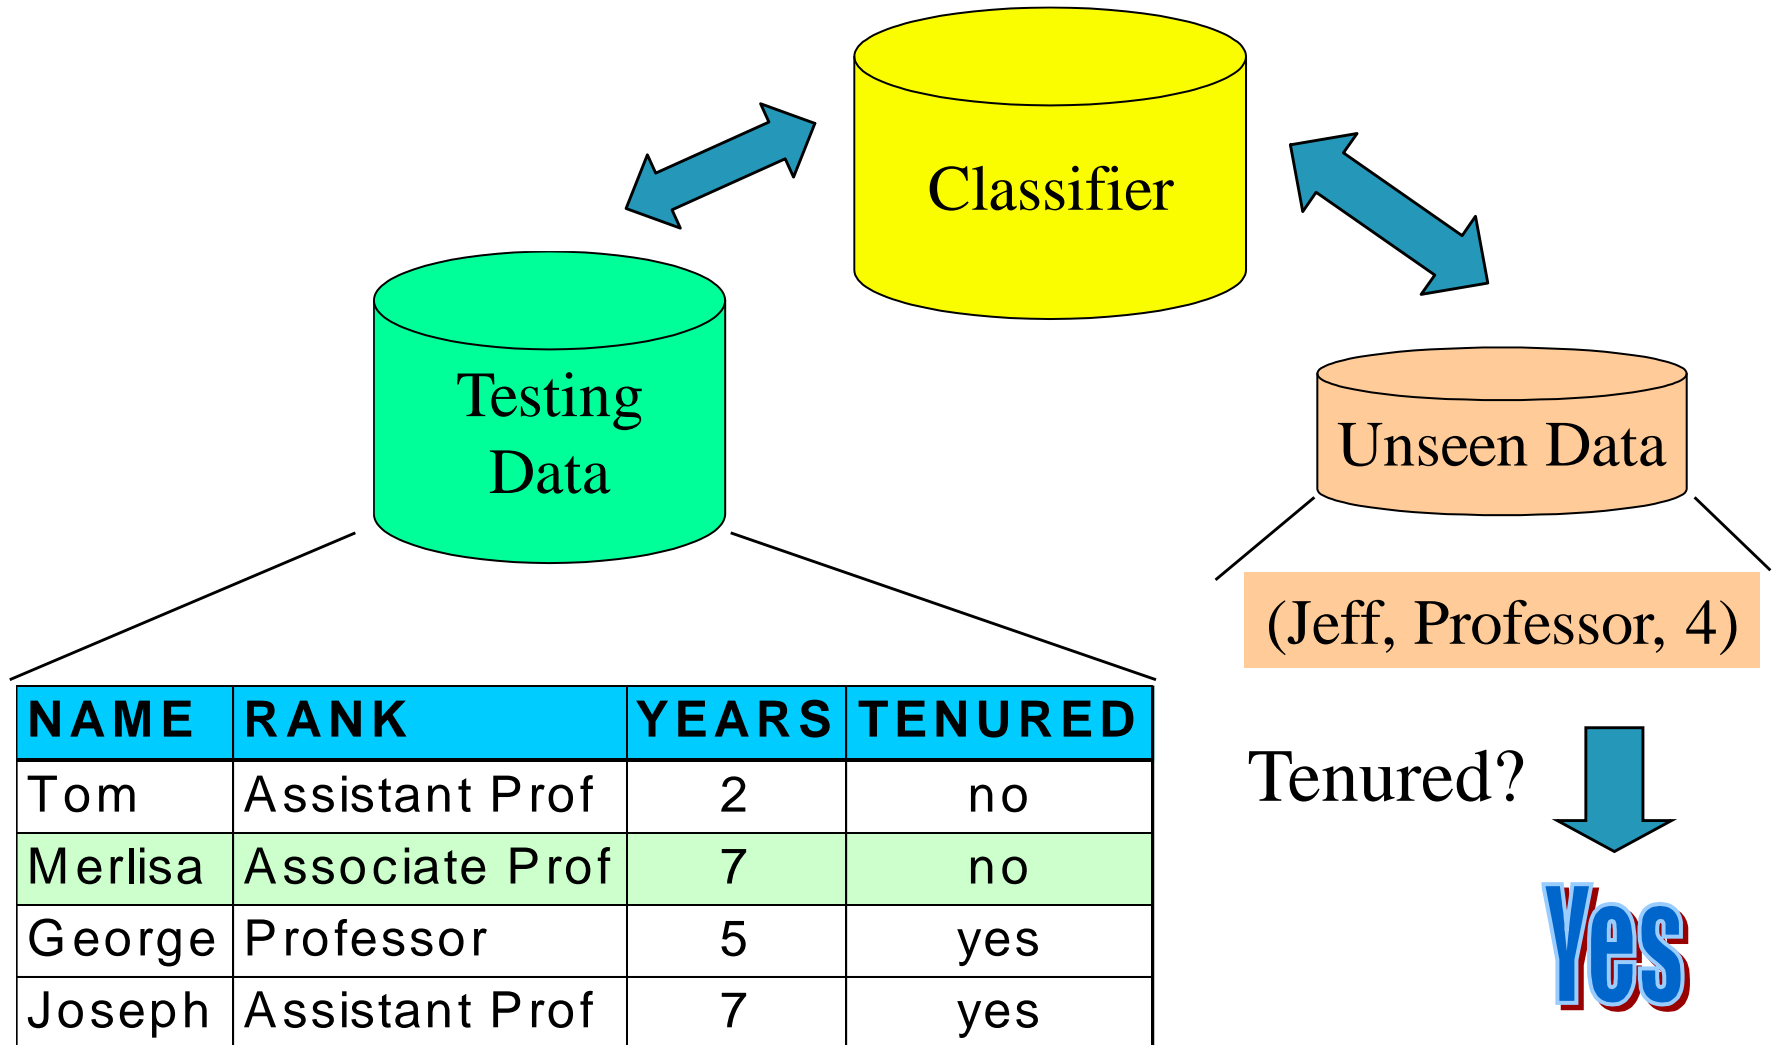 Classifier
Testing
Data
Unseen Data
(Jeff, Professor, 4)
NAME RANK YEARS TENURED
Tom Assistant Prof 2 no
Merlisa Associate Prof 7 no
George Professor 5 yes
Joseph Assistant Prof 7 yes
Tenured?
Yes